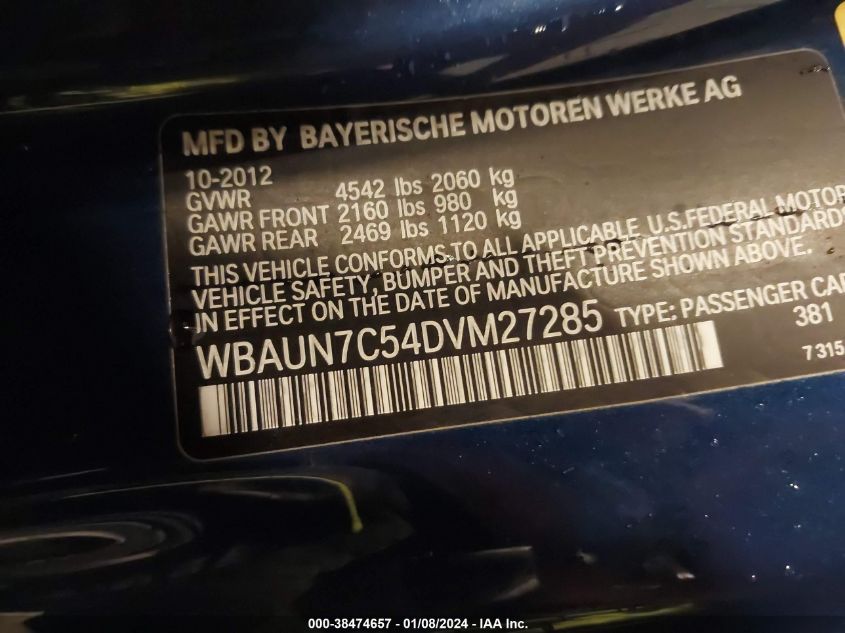 MFD BY BAYERISCHE MOTOREN WERKE AG
10-2012
GVWR 4542 lbs 2060 kg
GAWR FRONT 2160 lbs 980 kg
GAWR REAR 2469 lbs 1120 kg
THIS VEHICLE CONFORMS TO ALL APPLICABLE U.S.FEDERAL MOTOR
VEHICLE SAFETY, BUMPER AND THEFT PREVENTION STANDARDS
IN EFFECT ON THE DATE OF MANUFACTURE SHOWN ABOVE.
WBAUN7C54DVM27285 TYPE: PASSENGER CAR
381
7 315
000-38474657 - 01/08/2024 - IAA Inc.